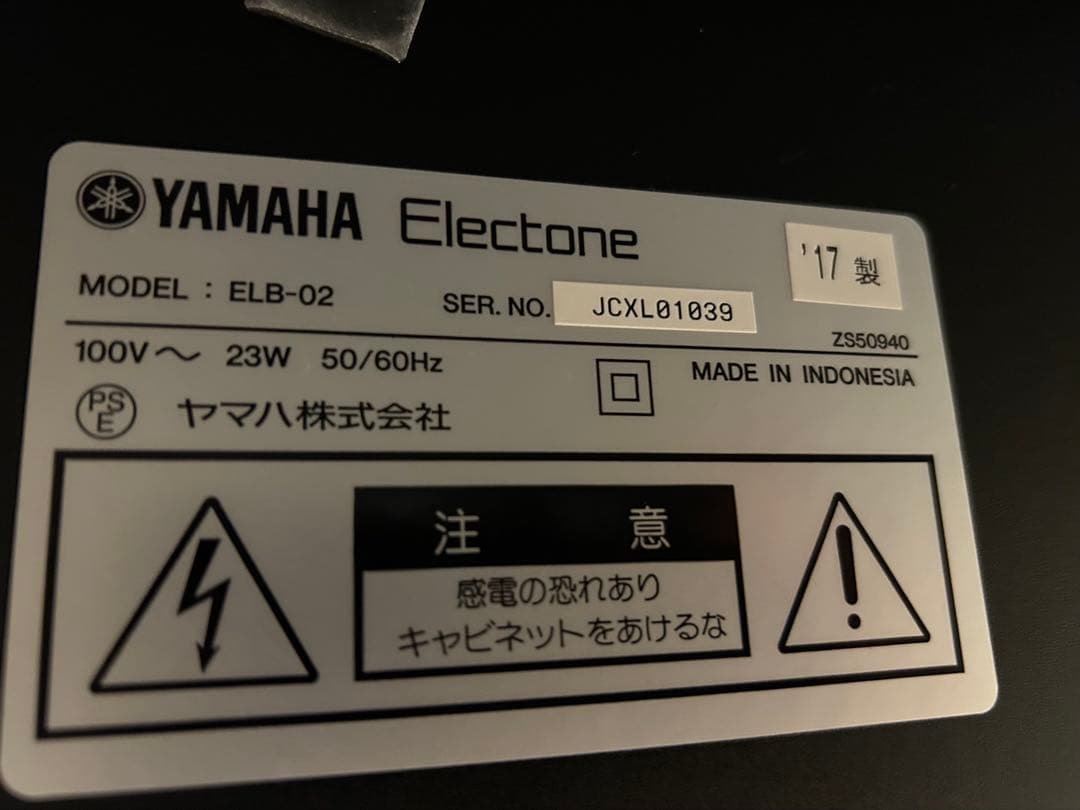 YAMAHA Electone
'17 製
MODEL : ELB-02 SER. NO. JCXL01039
ZS50940
100V～ 23W 50/60Hz
MADE IN INDONESIA
PSE ヤマハ株式会社
注意
感電の恐れあり
キャビネットをあけるな